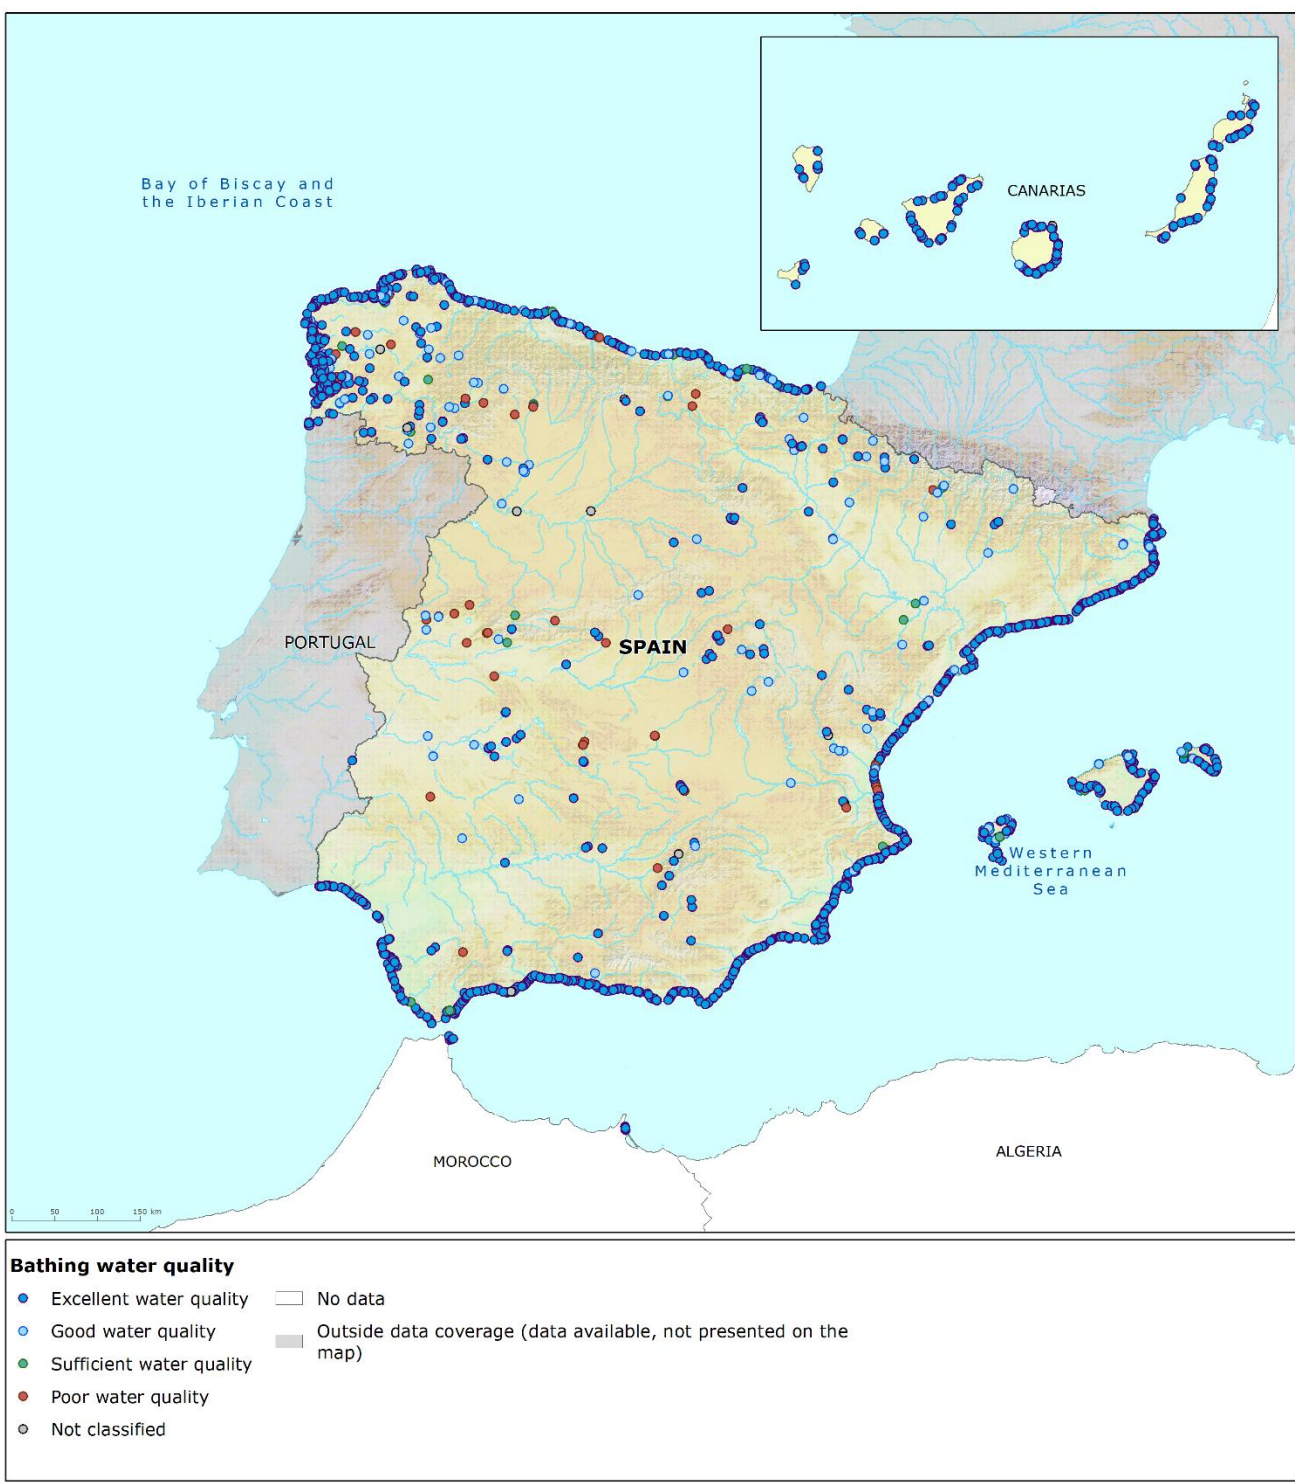 Bay of Biscay and
the Iberian Coast
CANARIAS
PORTUGAL
SPAIN
Western
Mediterranean
Sea
MOROCCO
ALGERIA
0 50 100 150 km
Bathing water quality
Excellent water quality
Good water quality
Sufficient water quality
Poor water quality
Not classified
No data
Outside data coverage (data available, not presented on the
map)